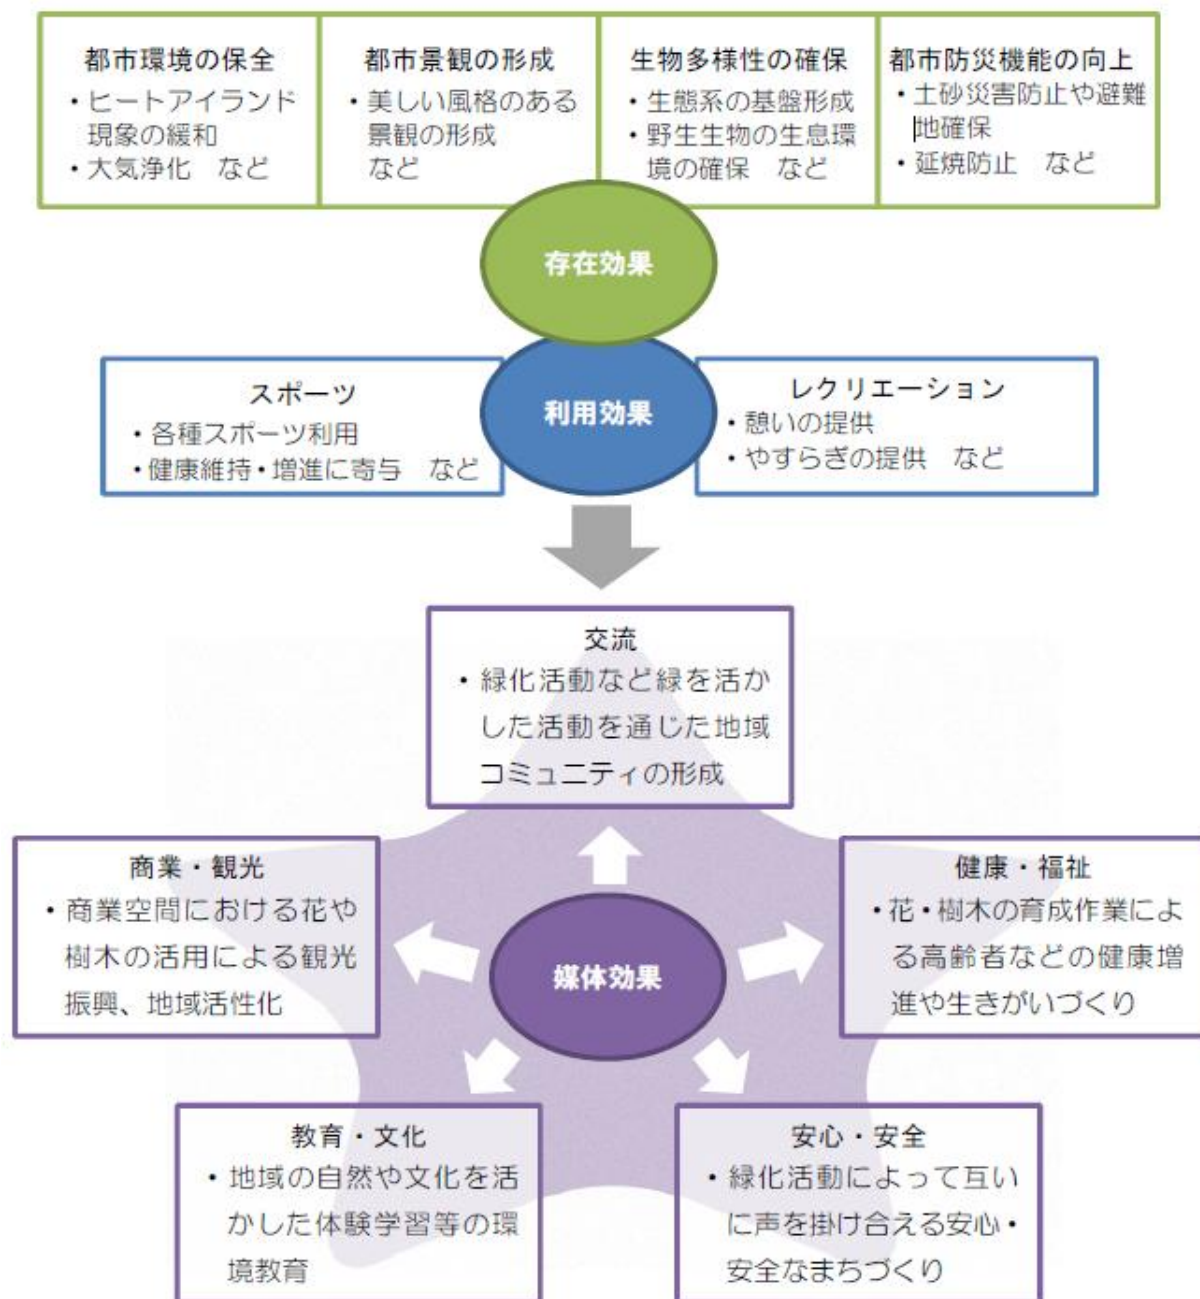 都市環境の保全
・ヒートアイランド
現象の緩和
・大気浄化　など
都市景観の形成
・美しい風格のある
景観の形成
など
生物多様性の確保
・生態系の基盤形成
・野生生物の生息環
境の確保　など
都市防災機能の向上
・土砂災害防止や避難
地確保
・延焼防止　など
存在効果
スポーツ
・各種スポーツ利用
・健康維持・増進に寄与　など
利用効果
レクリエーション
・憩いの提供
・やすらぎの提供　など
交流
・緑化活動など緑を活か
した活動を通じた地域
コミュニティの形成
商業・観光
・商業空間における花や
樹木の活用による観光
振興、地域活性化
媒体効果
健康・福祉
・花・樹木の育成作業によ
る高齢者などの健康増
進や生きがいづくり
教育・文化
・地域の自然や文化を活
かした体験学習等の環
境教育
安心・安全
・緑化活動によって互い
に声を掛け合える安心・
安全なまちづくり